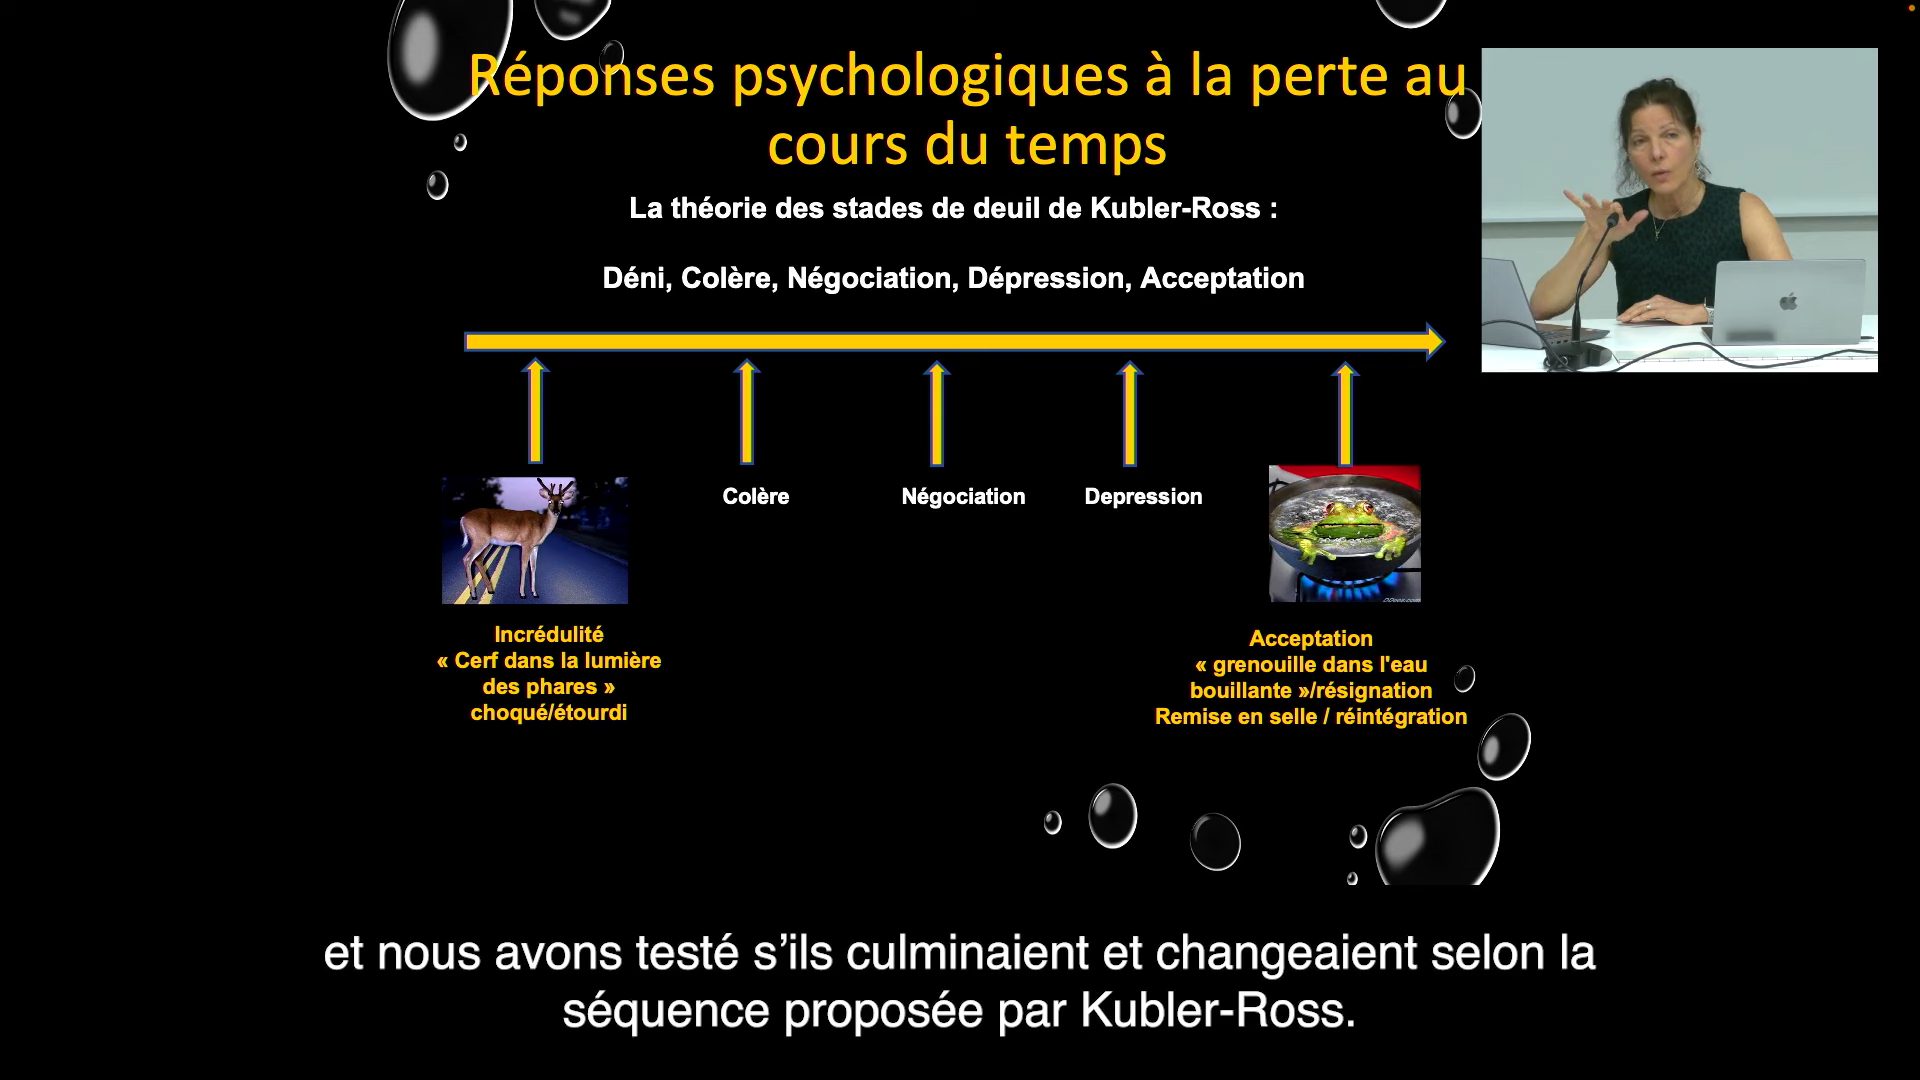 Réponses psychologiques à la perte au
cours du temps
La théorie des stades de deuil de Kubler-Ross :
Déni, Colère, Négociation, Dépression, Acceptation
Colère
Négociation
Depression
Incrédulité
« Cerf dans la lumière
des phares »
choqué/étourdi
Acceptation
« grenouille dans l'eau
bouillante »/résignation
Remise en selle / réintégration
et nous avons testé s’ils culminaient et changeaient selon la
séquence proposée par Kubler-Ross.